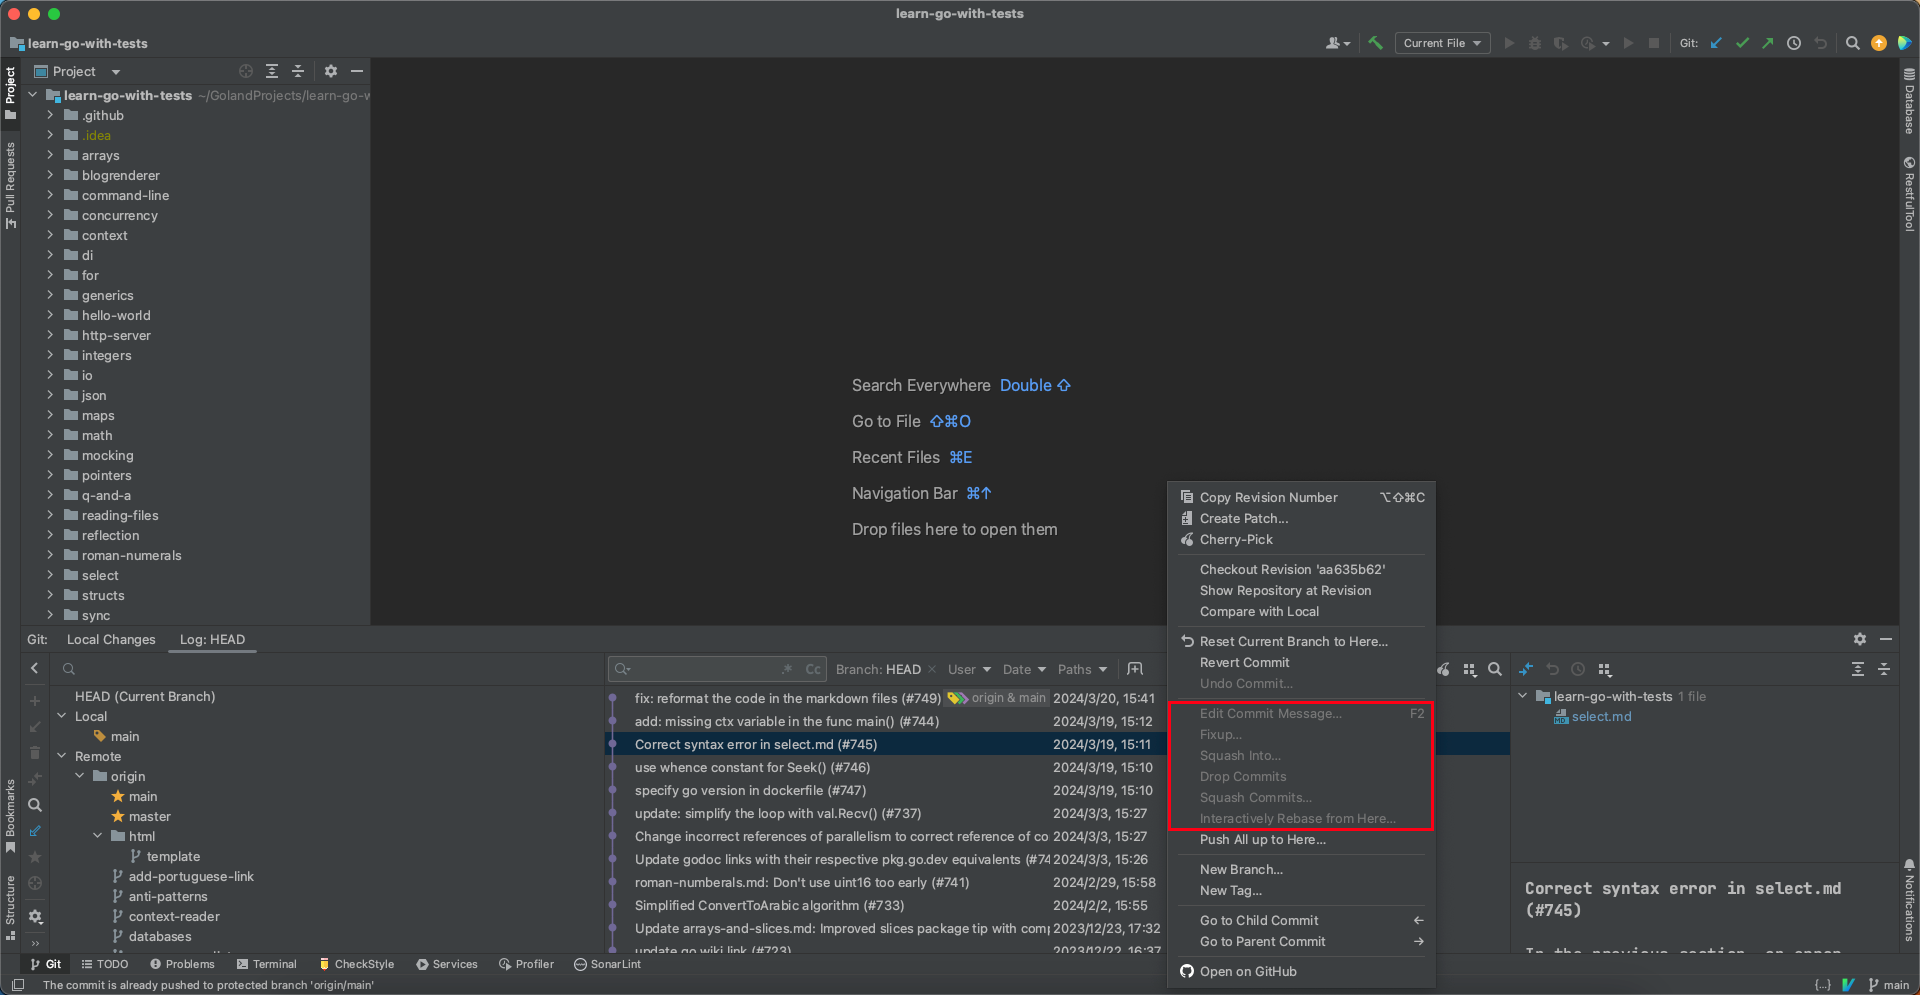 learn-go-with-tests
learn-go-with-tests
Current File
Git:
Project
learn-go-with-tests ~/GolandProjects/learn-go-w
.github
.idea
arrays
blogrenderer
command-line
concurrency
context
di
for
generics
hello-world
http-server
integers
io
json
maps
math
mocking
pointers
q-and-a
reading-files
reflection
roman-numerals
select
structs
sync
Project
Pull Requests
Bookmarks
Structure
Database
RestfulTool
Notifications
Search Everywhere Double ⇧
Go to File ⇧⌘O
Recent Files ⌘E
Navigation Bar ⌘↑
Drop files here to open them
Git: Local Changes Log: HEAD
HEAD (Current Branch)
Local
main
Remote
origin
main
master
html
template
add-portuguese-link
anti-patterns
context-reader
databases
.* Cc Branch: HEAD × User Date Paths
fix: reformat the code in the markdown files (#749) origin & main 2024/3/20, 15:41
add: missing ctx variable in the func main() (#744) 2024/3/19, 15:12
Correct syntax error in select.md (#745) 2024/3/19, 15:11
use whence constant for Seek() (#746) 2024/3/19, 15:10
specify go version in dockerfile (#747) 2024/3/19, 15:10
update: simplify the loop with val.Recv() (#737) 2024/3/3, 15:27
Change incorrect references of parallelism to correct reference of co 2024/3/3, 15:27
Update godoc links with their respective pkg.go.dev equivalents (#74 2024/3/3, 15:26
roman-numberals.md: Don't use uint16 too early (#741) 2024/2/29, 15:58
Simplified ConvertToArabic algorithm (#733) 2024/2/2, 15:55
Update arrays-and-slices.md: Improved slices package tip with comp 2023/12/23, 17:32
update go wiki link (#723) 2023/12/22, 16:37
Copy Revision Number ⌥⇧⌘C
Create Patch...
Cherry-Pick
Checkout Revision 'aa635b62'
Show Repository at Revision
Compare with Local
Reset Current Branch to Here...
Revert Commit
Undo Commit...
Edit Commit Message... F2
Fixup...
Squash Into...
Drop Commits
Squash Commits...
Interactively Rebase from Here...
Push All up to Here...
New Branch...
New Tag...
Go to Child Commit ←
Go to Parent Commit →
Open on GitHub
learn-go-with-tests 1 file
MD select.md
Correct syntax error in select.md
(#745)
In the previous section, an error
Git TODO Problems Terminal CheckStyle Services Profiler SonarLint
The commit is already pushed to protected branch 'origin/main'
{...} main